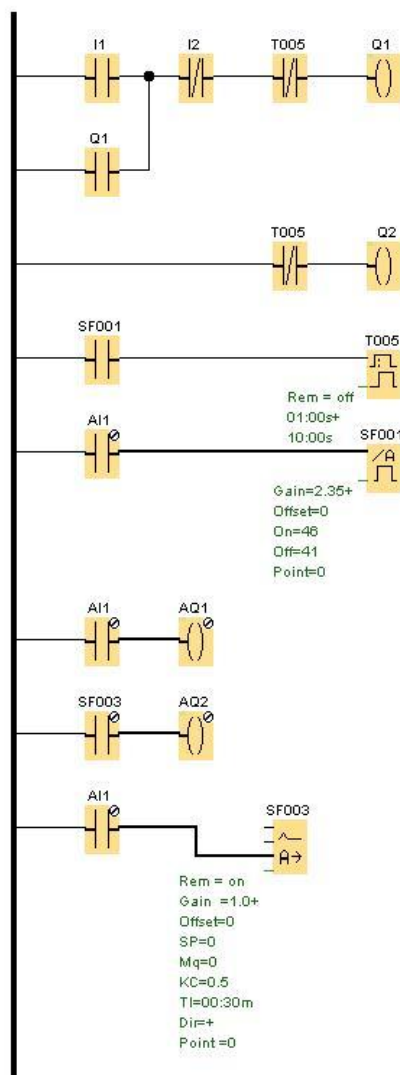 I1 I2 T005 Q1
Q1
T005 Q2
SF001
T005
Rem = off
01:00s+
10:00s
AI1
SF001
/A
Gain=2.35+
Offset=0
On=46
Off=41
Point=0
AI1 AQ1
SF003 AQ2
AI1
SF003
A→
Rem = on
Gain =1.0+
Offset=0
SP=0
Mq=0
KC=0.5
TI=00:30m
Dir=+
Point =0